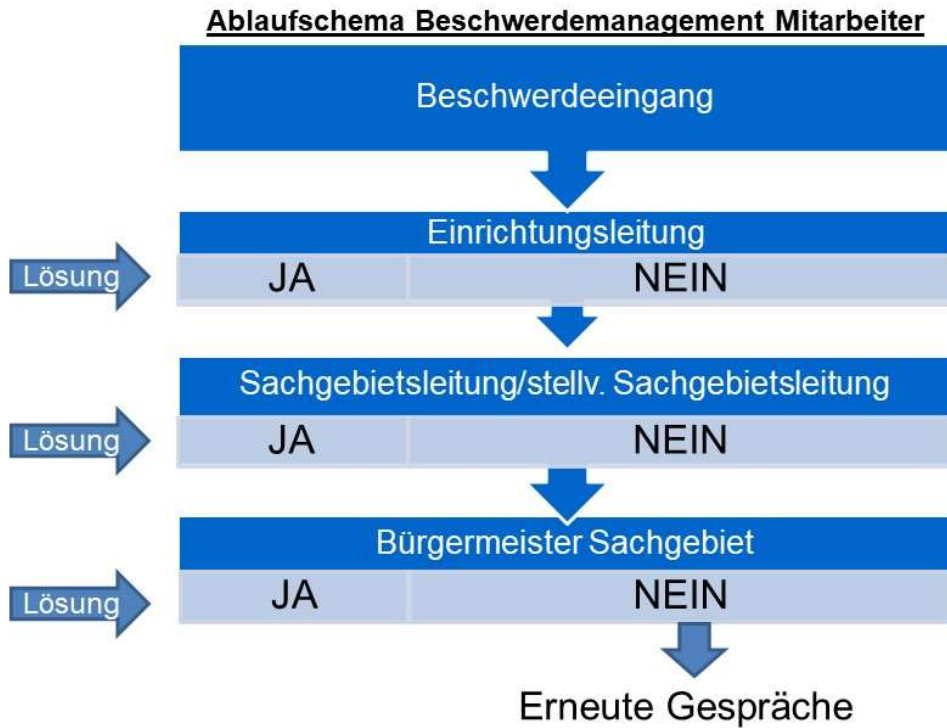 Ablaufschema Beschwerdemanagement Mitarbeiter
Beschwerdeeingang
Einrichtungsleitung
Lösung JA NEIN
Sachgebietsleitung/stellv. Sachgebietsleitung
Lösung JA NEIN
Bürgermeister Sachgebiet
Lösung JA NEIN
Erneute Gespräche